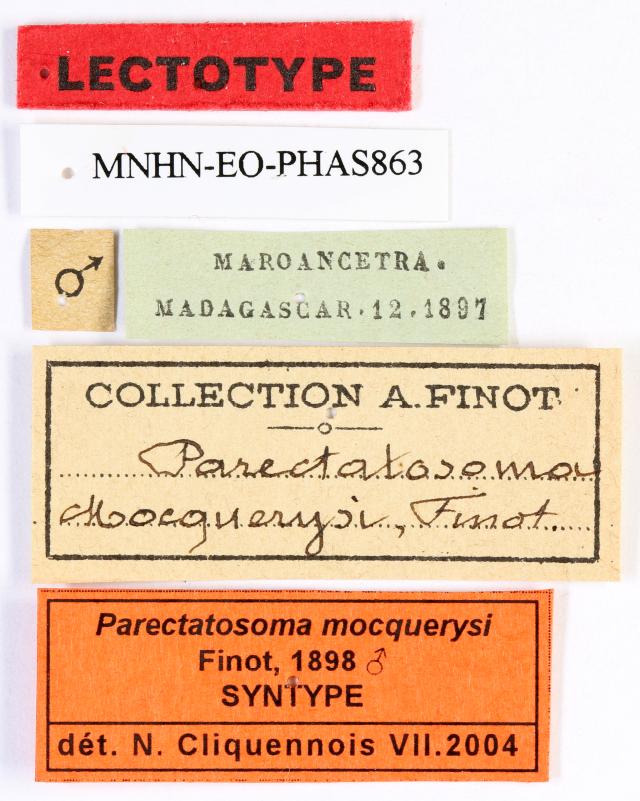 LECTOTYPE
MNHN-EO-PHAS863
♂
MAROANCETRA.
MADAGASCAR.12.1897
COLLECTION A.FINOT
Parectatosoma
Mocquerysi, Finot.
Parectatosoma mocquerysi
Finot, 1898 ♂
SYNTYPE
dét. N. Cliquennois VII.2004